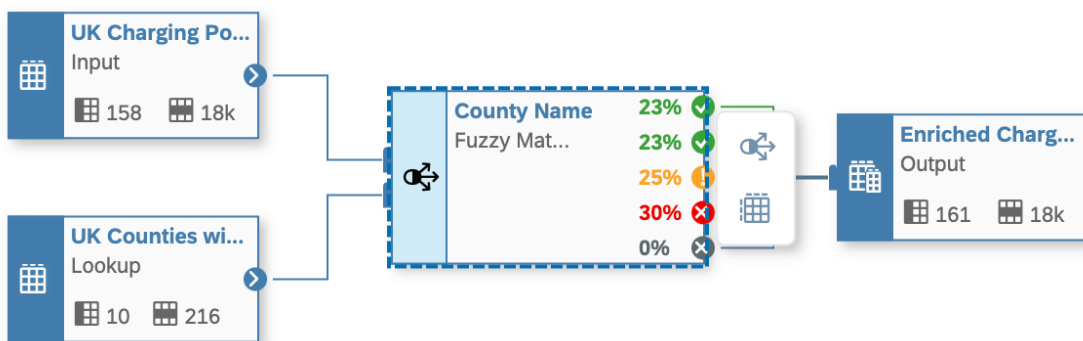 UK Charging Po...
Input
158 18k
UK Counties wi...
Lookup
10 216
County Name
Fuzzy Mat...
23%
23%
25%
30%
0%
Enriched Charg...
Output
161 18k